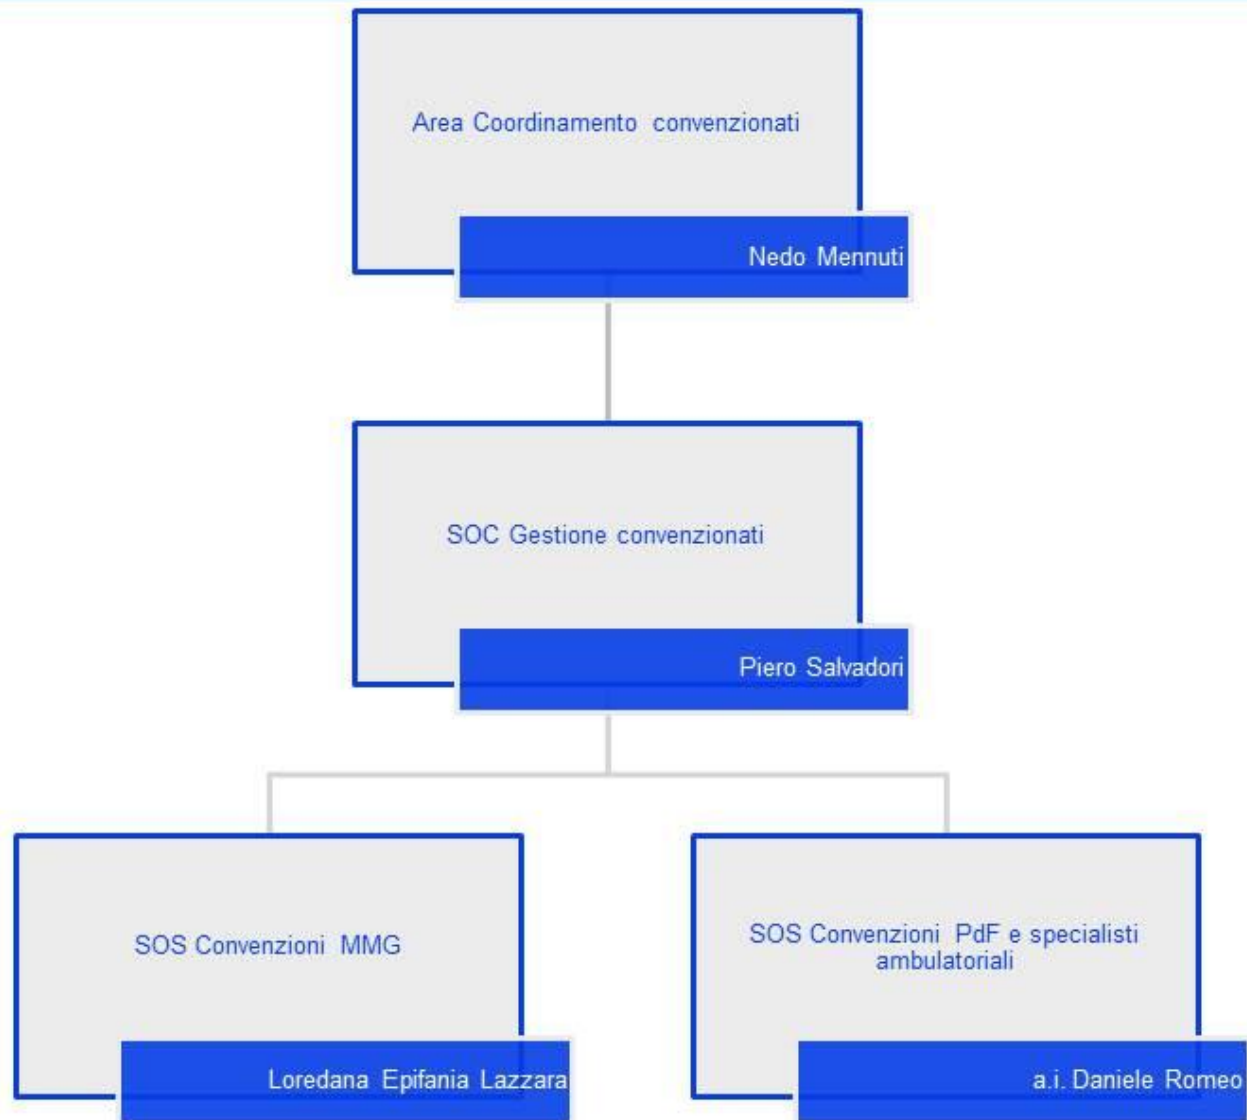 Area Coordinamento convenzionati
Nedo Mennuti
SOC Gestione convenzionati
Piero Salvadori
SOS Convenzioni MMG
Loredana Epifania Lazzara
SOS Convenzioni PdF e specialisti
ambulatoriali
a.i. Daniele Romeo